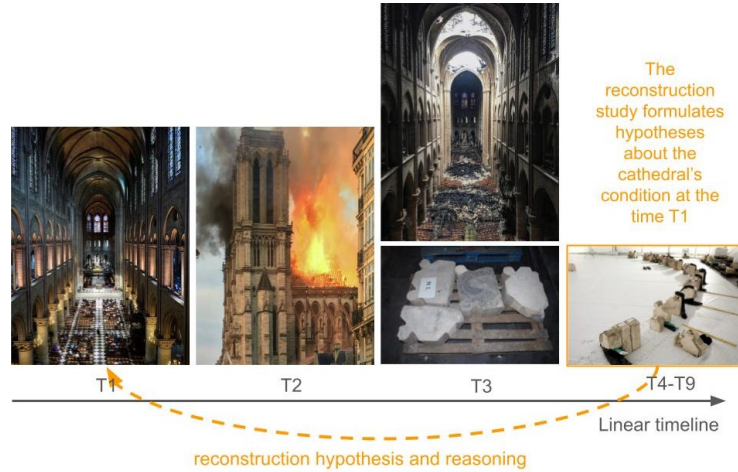 The
reconstruction
study formulates
hypotheses
about the
cathedral's
condition at the
time T1
T1
T2
T3
T4-T9
Linear timeline
reconstruction hypothesis and reasoning